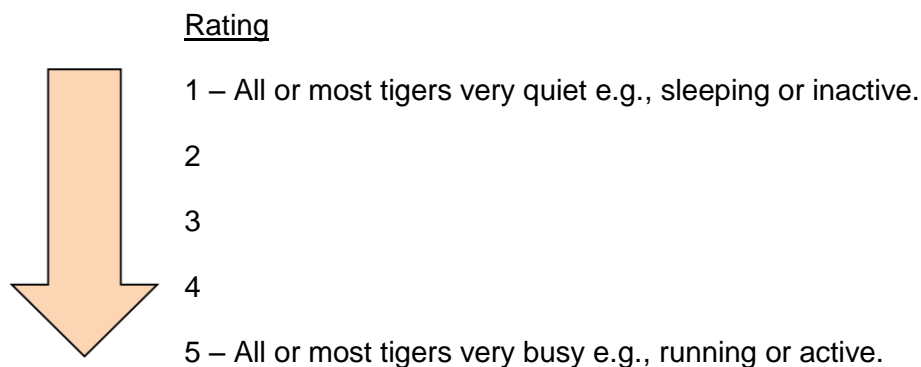 Rating
1 – All or most tigers very quiet e.g., sleeping or inactive.
2
3
4
5 – All or most tigers very busy e.g., running or active.